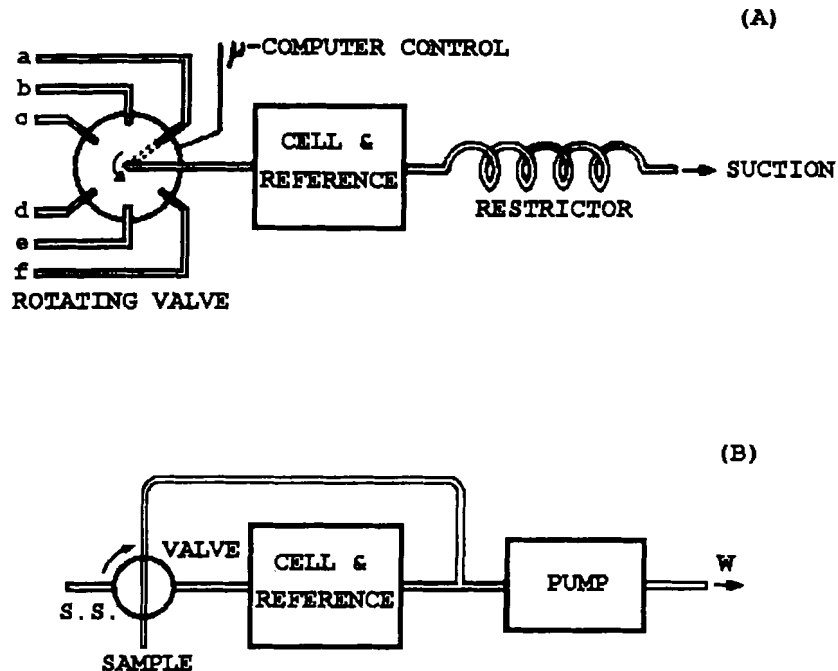 (A)
a
μ-COMPUTER CONTROL
b
c
CELL &
REFERENCE
SUCTION
RESTRICTOR
d
e
f
ROTATING VALVE
(B)
VALVE
CELL &
REFERENCE
PUMP
W
S.S.
SAMPLE